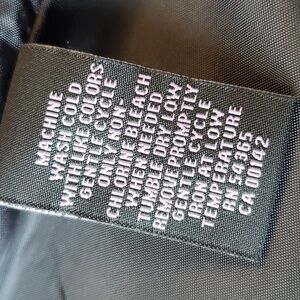 MACHINE
WASH COLD
WITH LIKE COLORS
GENTLE CYCLE
ONLY NON-
CHLORINE BLEACH
WHEN NEEDED
TUMBLE DRY LOW
REMOVE PROMPTLY
GENTLE CYCLE
IRON AT LOW
TEMPERATURE
RN 54365
CA 00142